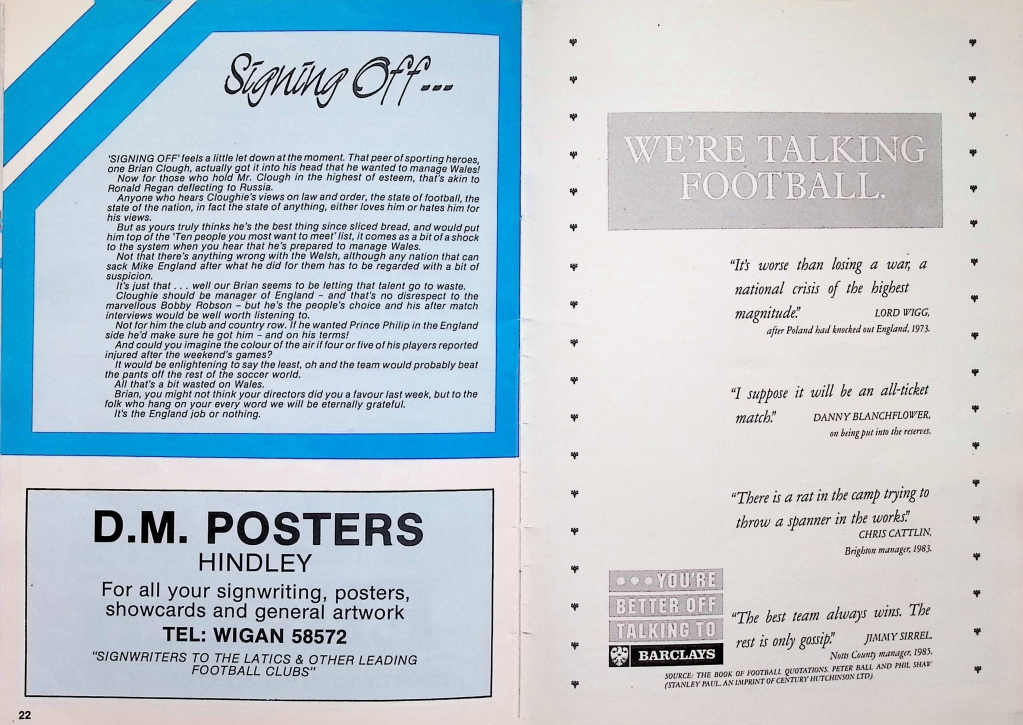 Signing Off...
'SIGNING OFF' feels a little let down at the moment. That peer of sporting heroes,
one Brian Clough, actually got it into his head that he wanted to manage Wales!
Now for those who hold Mr. Clough in the highest of esteem, that's akin to
Ronald Regan deflecting to Russia.
Anyone who hears Cloughie's views on law and order, the state of football, the
state of the nation, in fact the state of anything, either loves him or hates him for
his views.
But as yours truly thinks he's the best thing since sliced bread, and would put
him top of the 'Ten people you most want to meet' list, it comes as a bit of a shock
to the system when you hear that he's prepared to manage Wales.
Not that there's anything wrong with the Welsh, although any nation that can
sack Mike England after what he did for them has to be regarded with a bit of
suspicion.
It's just that . . . well our Brian seems to be letting that talent go to waste.
Cloughie should be manager of England – and that's no disrespect to the
marvellous Bobby Robson – but he's the people's choice and his after match
interviews would be well worth listening to.
Not for him the club and country row. If he wanted Prince Philip in the England
side he'd make sure he got him – and on his terms!
And could you imagine the colour of the air if four or five of his players reported
injured after the weekend's games?
It would be enlightening to say the least, oh and the team would probably beat
the pants off the rest of the soccer world.
All that's a bit wasted on Wales.
Brian, you might not think your directors did you a favour last week, but to the
folk who hang on your every word we will be eternally grateful.
It's the England job or nothing.
D.M. POSTERS
HINDLEY
For all your signwriting, posters,
showcards and general artwork
TEL: WIGAN 58572
"SIGNWRITERS TO THE LATICS & OTHER LEADING
FOOTBALL CLUBS"
22
WE'RE TALKING
FOOTBALL.
"It's worse than losing a war, a
national crisis of the highest
magnitude." LORD WIGG,
after Poland had knocked out England, 1973.
"I suppose it will be an all-ticket
match." DANNY BLANCHFLOWER,
on being put into the reserves.
"There is a rat in the camp trying to
throw a spanner in the works."
CHRIS CATTLIN,
Brighton manager, 1983.
"The best team always wins. The
rest is only gossip." JIMMY SIRREL,
Notts County manager, 1985.
•••YOU'RE
BETTER OFF
TALKING TO
BARCLAYS
SOURCE: THE BOOK OF FOOTBALL QUOTATIONS, PETER BALL AND PHIL SHAW
(STANLEY PAUL, AN IMPRINT OF CENTURY HUTCHINSON LTD)